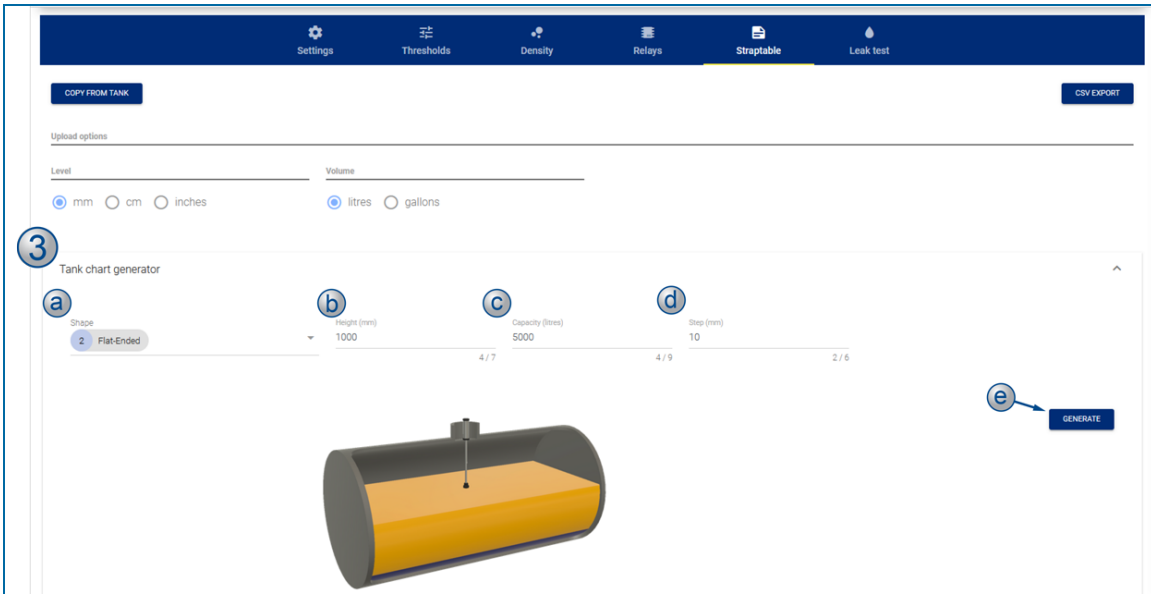 Settings
Thresholds
Density
Relays
Straptable
Leak test
COPY FROM TANK
CSV EXPORT
Upload options
Level
Volume
mm cm inches
litres gallons
3
Tank chart generator
a
b
c
d
Shape
Height (mm)
Capacity (litres)
Step (mm)
2 Flat-Ended
1000
5000
10
4 / 7
4 / 9
2 / 6
e
GENERATE